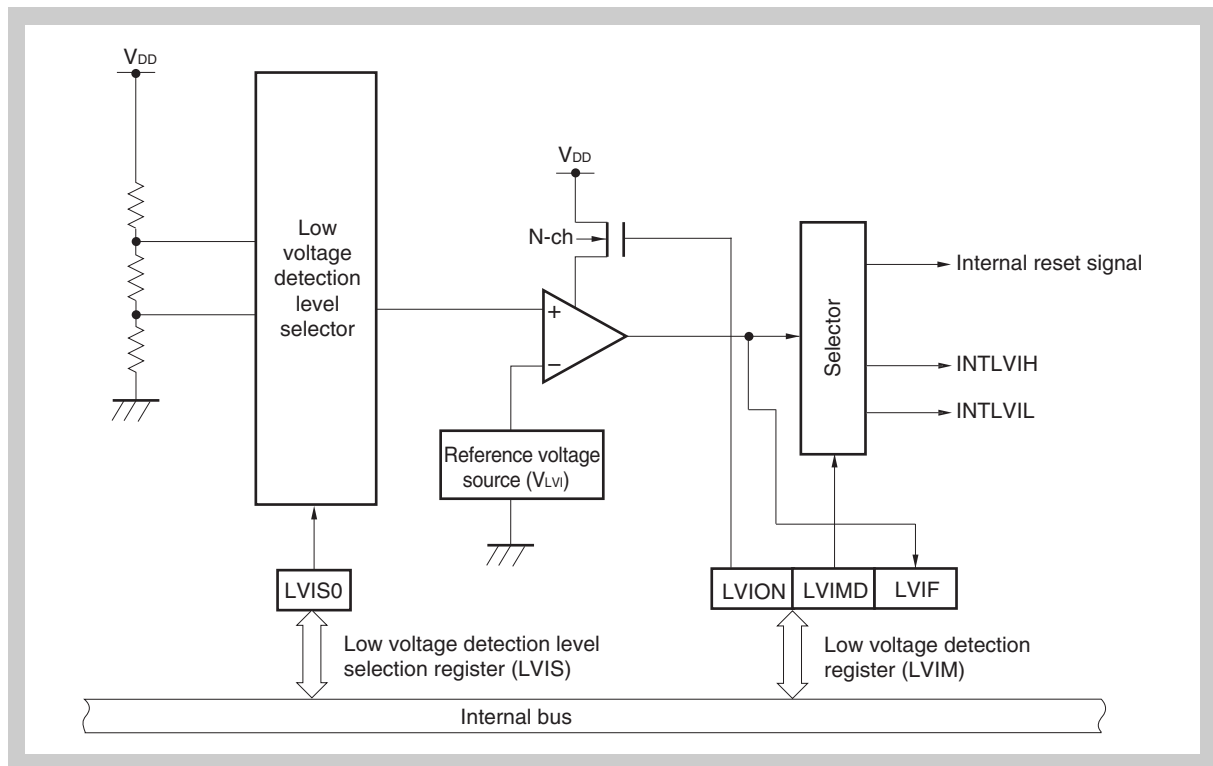 VDD
Low
voltage
detection
level
selector
VDD
N-ch
+
−
Reference voltage
source (VLVI)
Selector
Internal reset signal
INTLVIH
INTLVIL
LVIS0
LVION
LVIMD
LVIF
Low voltage detection level
selection register (LVIS)
Low voltage detection
register (LVIM)
Internal bus